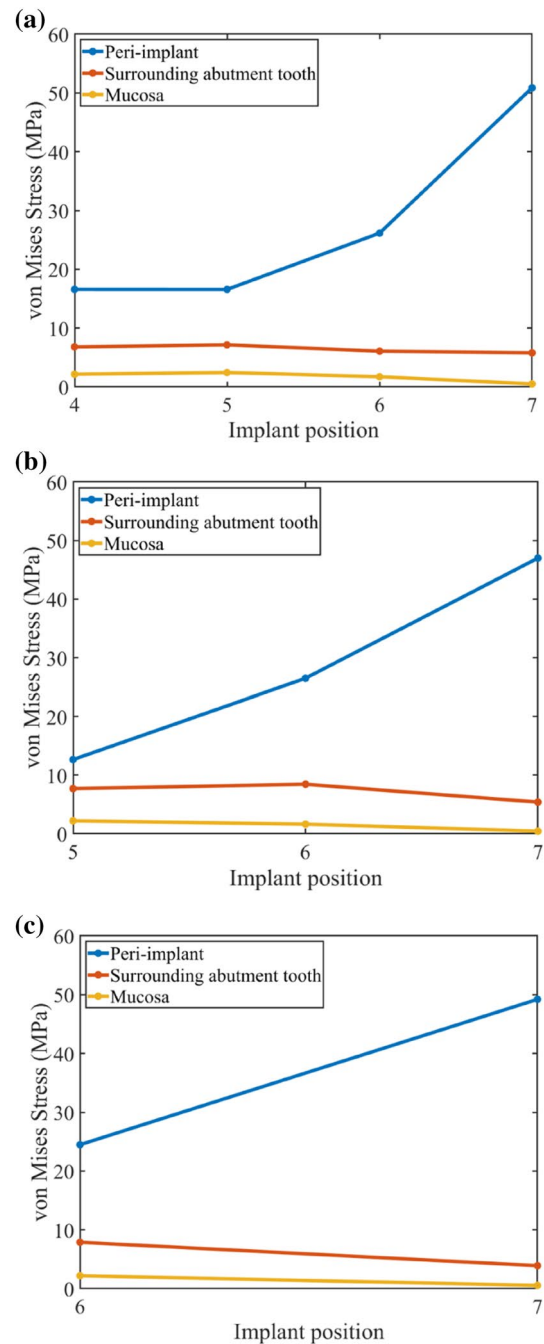 (a)
60
50
40
30
20
10
0
von Mises Stress (MPa)
Peri-implant
Surrounding abutment tooth
Mucosa
4 5 6 7
Implant position
(b)
60
50
40
30
20
10
0
von Mises Stress (MPa)
Peri-implant
Surrounding abutment tooth
Mucosa
5 6 7
Implant position
(c)
60
50
40
30
20
10
0
von Mises Stress (MPa)
Peri-implant
Surrounding abutment tooth
Mucosa
6 7
Implant position